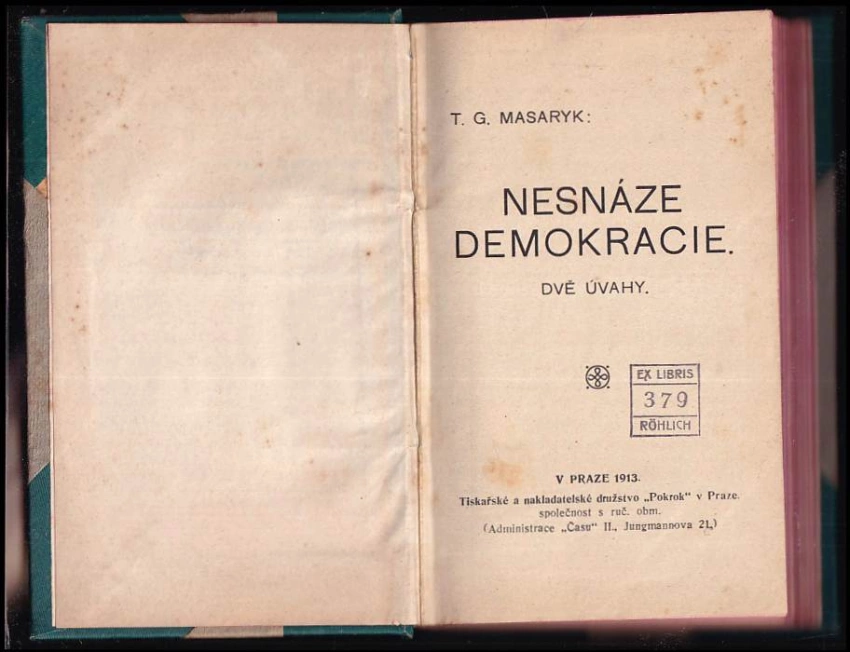 T. G. MASARYK:
NESNÁZE
DEMOKRACIE.
DVĚ ÚVAHY.
EX LIBRIS
379
RÖHLICH
V PRAZE 1913.
Tiskařské a nakladatelské družstvo „Pokrok" v Praze.
společnost s ruč. obm.
(Administrace „Času" II., Jungmannova 21.)